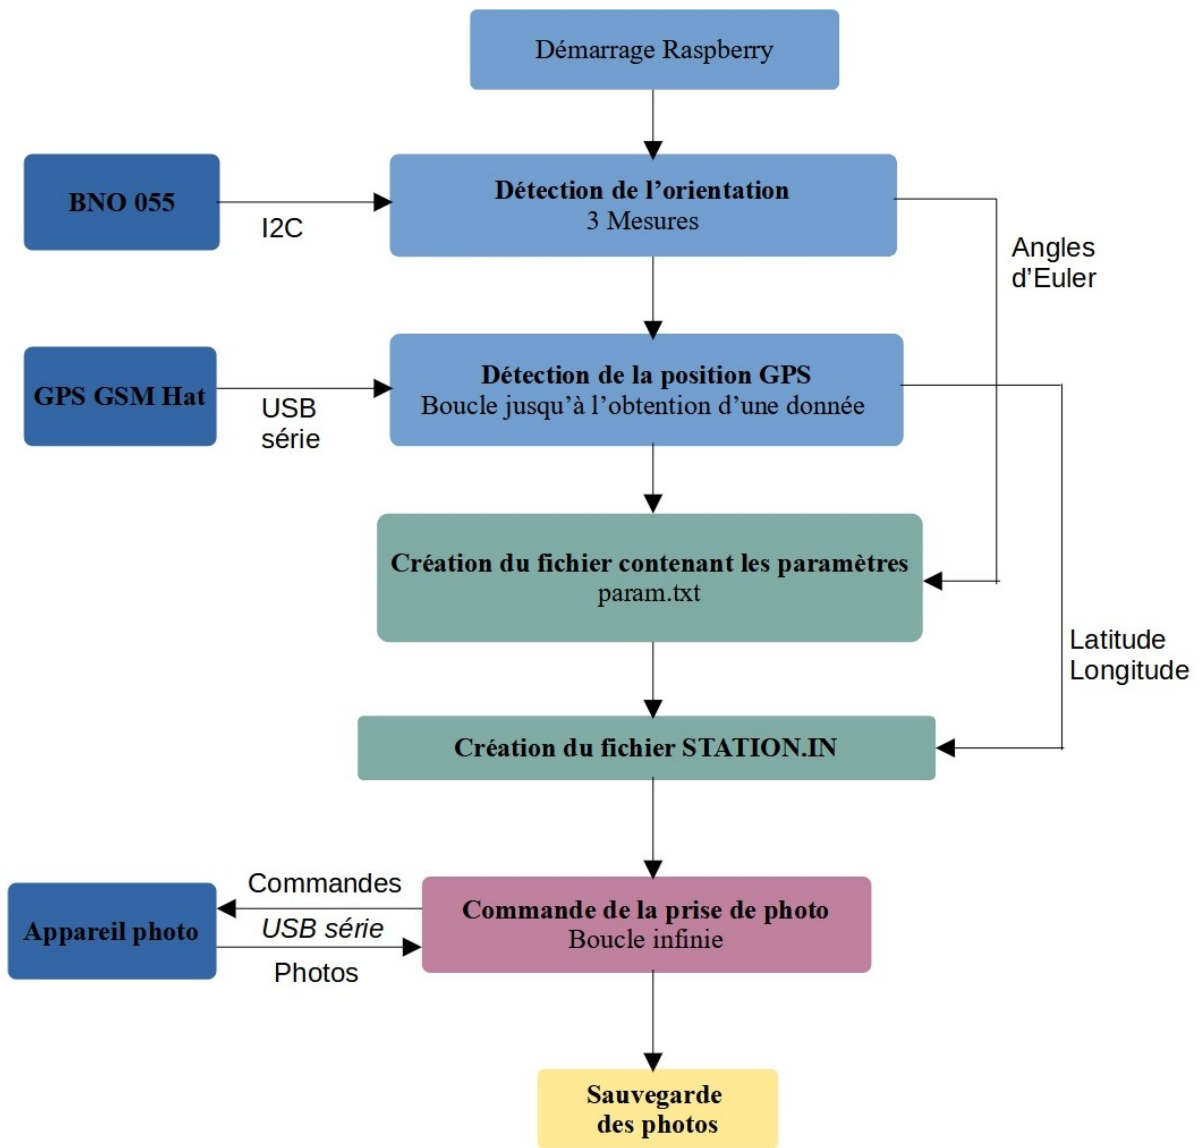 Démarrage Raspberry
BNO 055
I2C
Détection de l’orientation
3 Mesures
Angles
d’Euler
GPS GSM Hat
USB
série
Détection de la position GPS
Boucle jusqu’à l’obtention d’une donnée
Création du fichier contenant les paramètres
param.txt
Latitude
Longitude
Création du fichier STATION.IN
Appareil photo
Commandes
USB série
Photos
Commande de la prise de photo
Boucle infinie
Sauvegarde
des photos